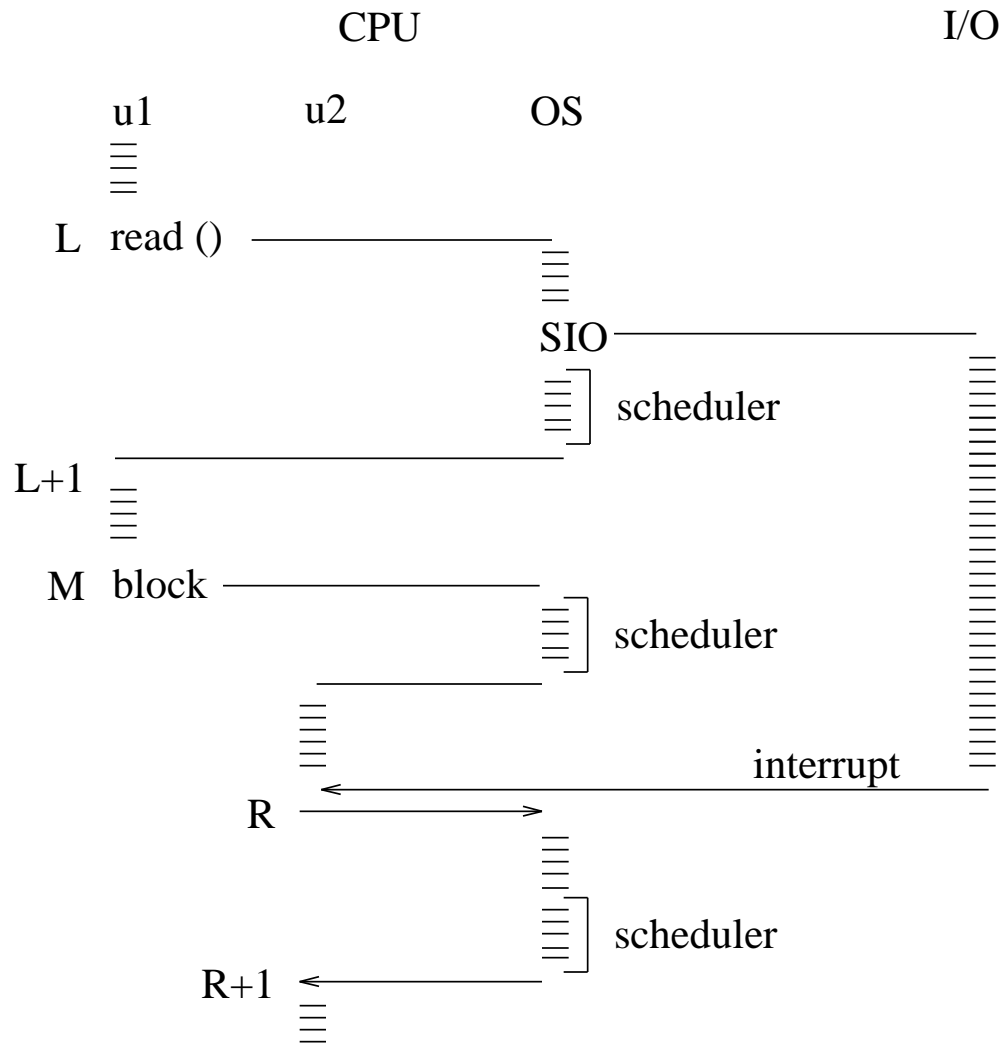 CPU I/O
u1 u2 OS
L read ()
SIO
scheduler
L+1
M block
scheduler
interrupt
R
scheduler
R+1